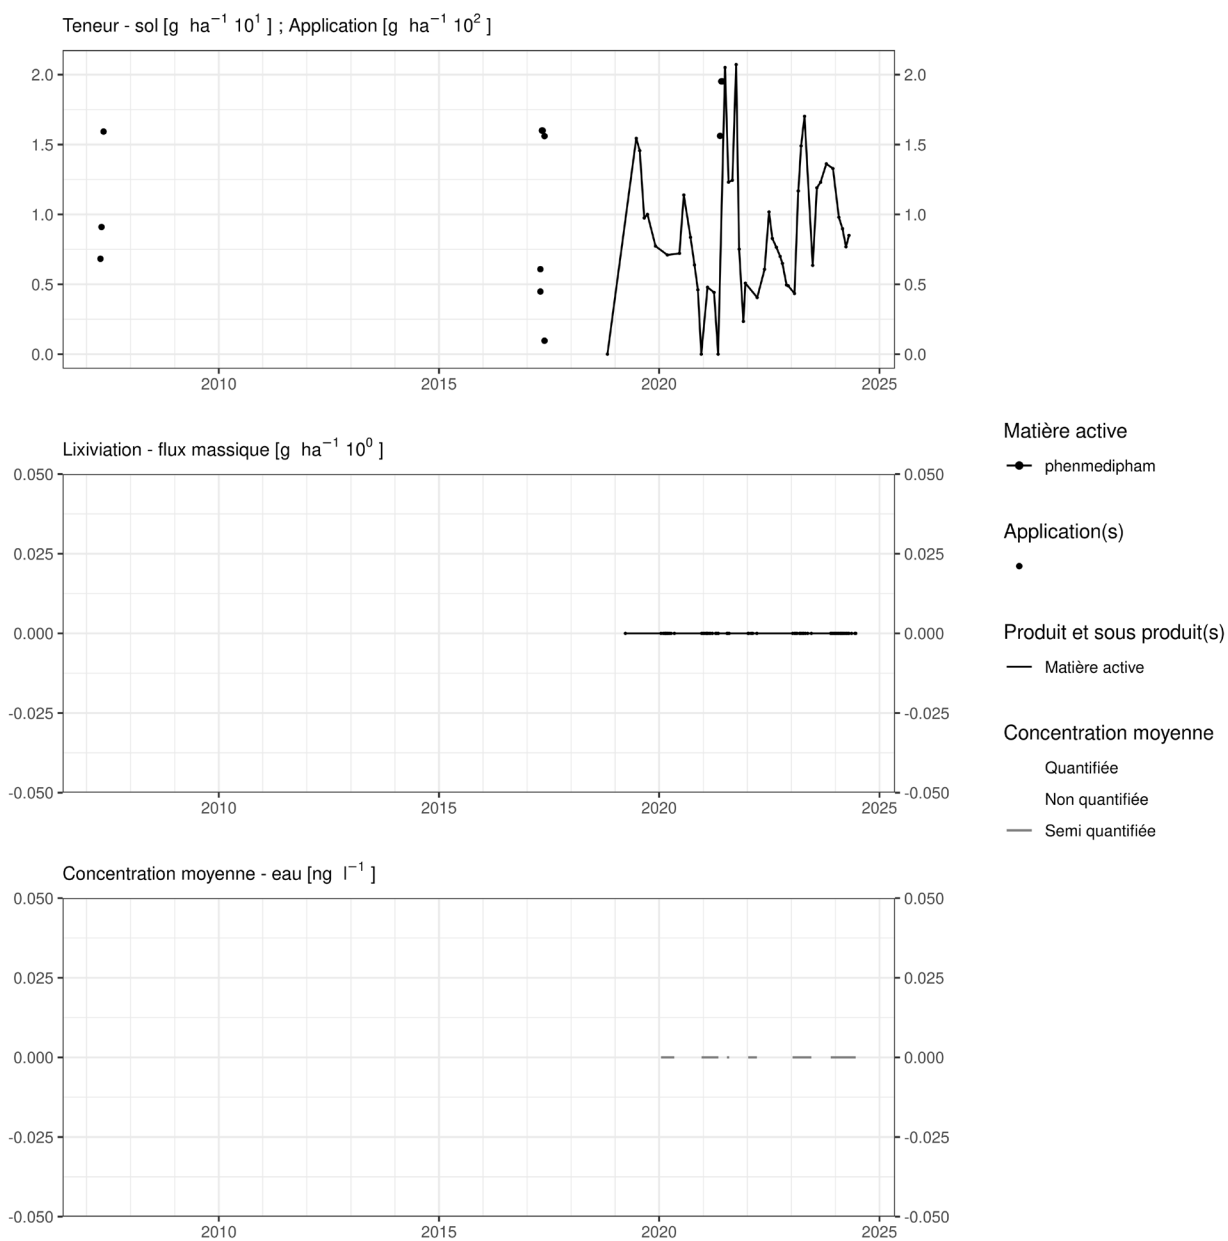 Teneur - sol [g ha⁻¹ 10¹ ] ; Application [g ha⁻¹ 10² ]
2.0 2.0
1.5 1.5
1.0 1.0
0.5 0.5
0.0 0.0
2010 2015 2020 2025
Lixiviation - flux massique [g ha⁻¹ 10⁰ ]
0.050 0.050
0.025 0.025
0.000 0.000
-0.025 -0.025
-0.050 -0.050
2010 2015 2020 2025
Concentration moyenne - eau [ng l⁻¹ ]
0.050 0.050
0.025 0.025
0.000 0.000
-0.025 -0.025
-0.050 -0.050
2010 2015 2020 2025
Matière active
phenmedipham
Application(s)
Produit et sous produit(s)
Matière active
Concentration moyenne
Quantifiée
Non quantifiée
Semi quantifiée